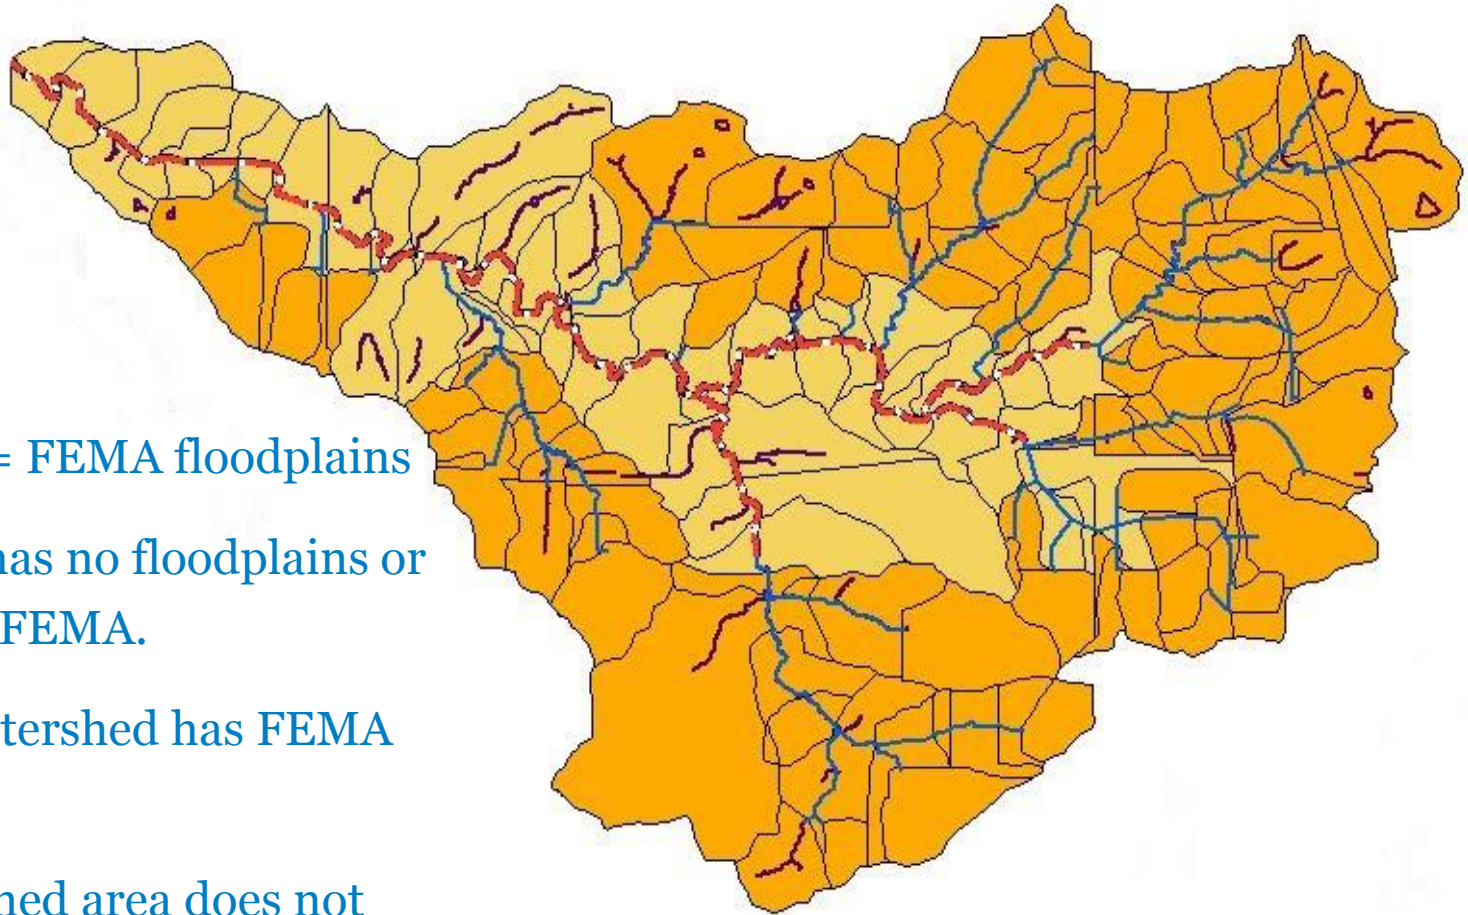 = FEMA floodplains
has no floodplains or
FEMA.
tershed has FEMA
ned area does not